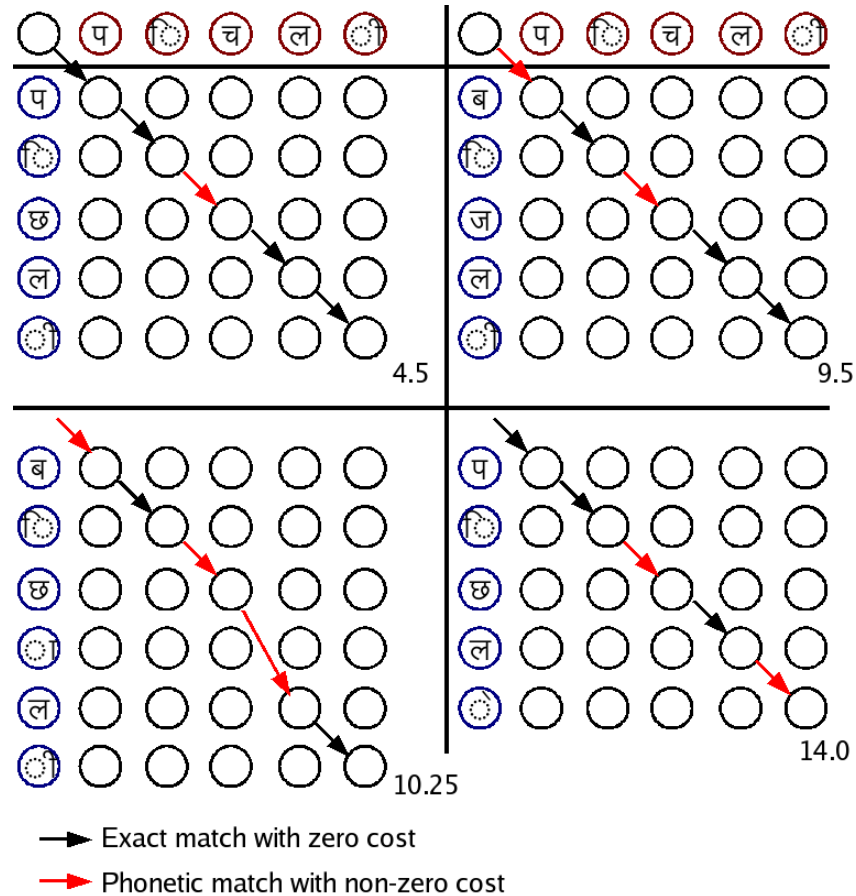 प ि च ल ी
प ि च ल ी
प
ि
छ
ल
ी
4.5
ब
ि
ज
ल
ी
9.5
ब
ि
छ
ा
ल
ी
10.25
प
ि
छ
ल
े
14.0
Exact match with zero cost
Phonetic match with non-zero cost